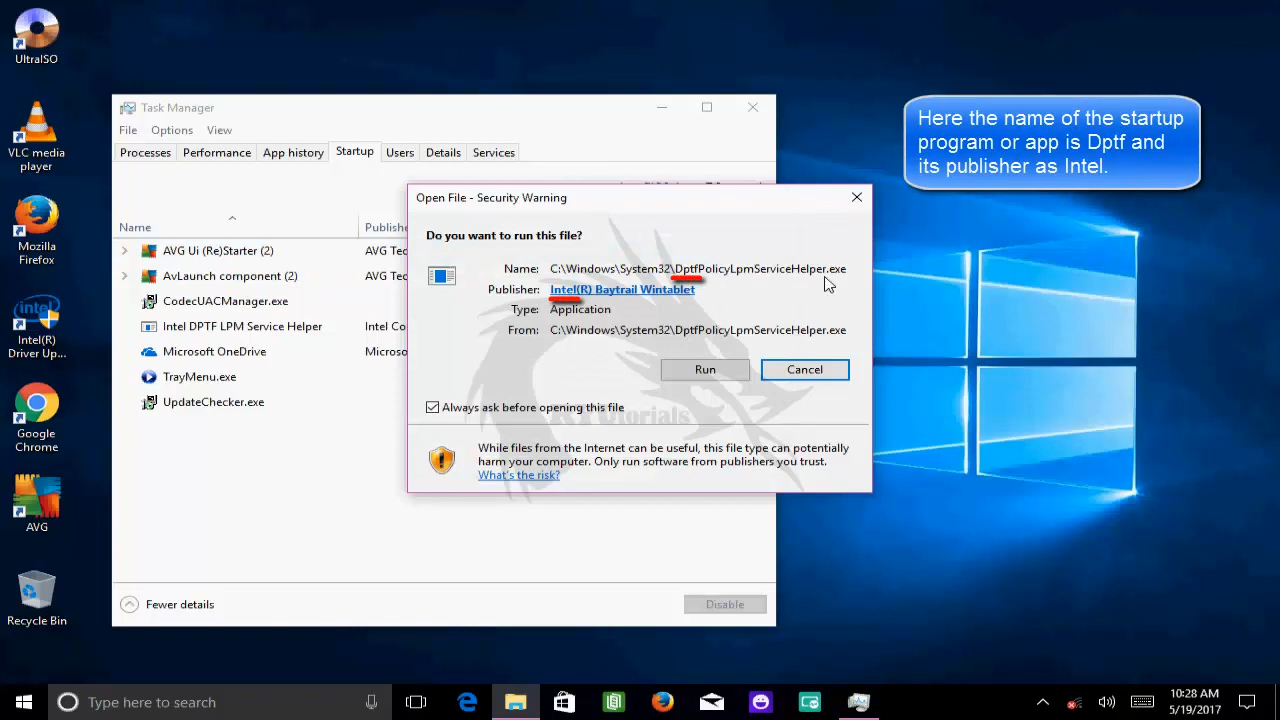 UltraISO
VLC media
player
Mozilla
Firefox
Intel(R)
Driver Up...
Google
Chrome
AVG
Recycle Bin
Task Manager
File Options View
Processes Performance App history Startup Users Details Services
Name Publishe
AVG Ui (Re)Starter (2) AVG Tec
AvLaunch component (2) AVG Tec
CodecUACManager.exe
Intel DPTF LPM Service Helper Intel Co
Microsoft OneDrive Microso
TrayMenu.exe
UpdateChecker.exe
Fewer details Disable
Open File - Security Warning
Do you want to run this file?
Name: C:\Windows\System32\DptfPolicyLpmServiceHelper.exe
Publisher: Intel(R) Baytrail Wintablet
Type: Application
From: C:\Windows\System32\DptfPolicyLpmServiceHelper.exe
Run Cancel
Always ask before opening this file
While files from the Internet can be useful, this file type can potentially
harm your computer. Only run software from publishers you trust.
What's the risk?
Here the name of the startup
program or app is Dptf and
its publisher as Intel.
Type here to search
10:28 AM
5/19/2017